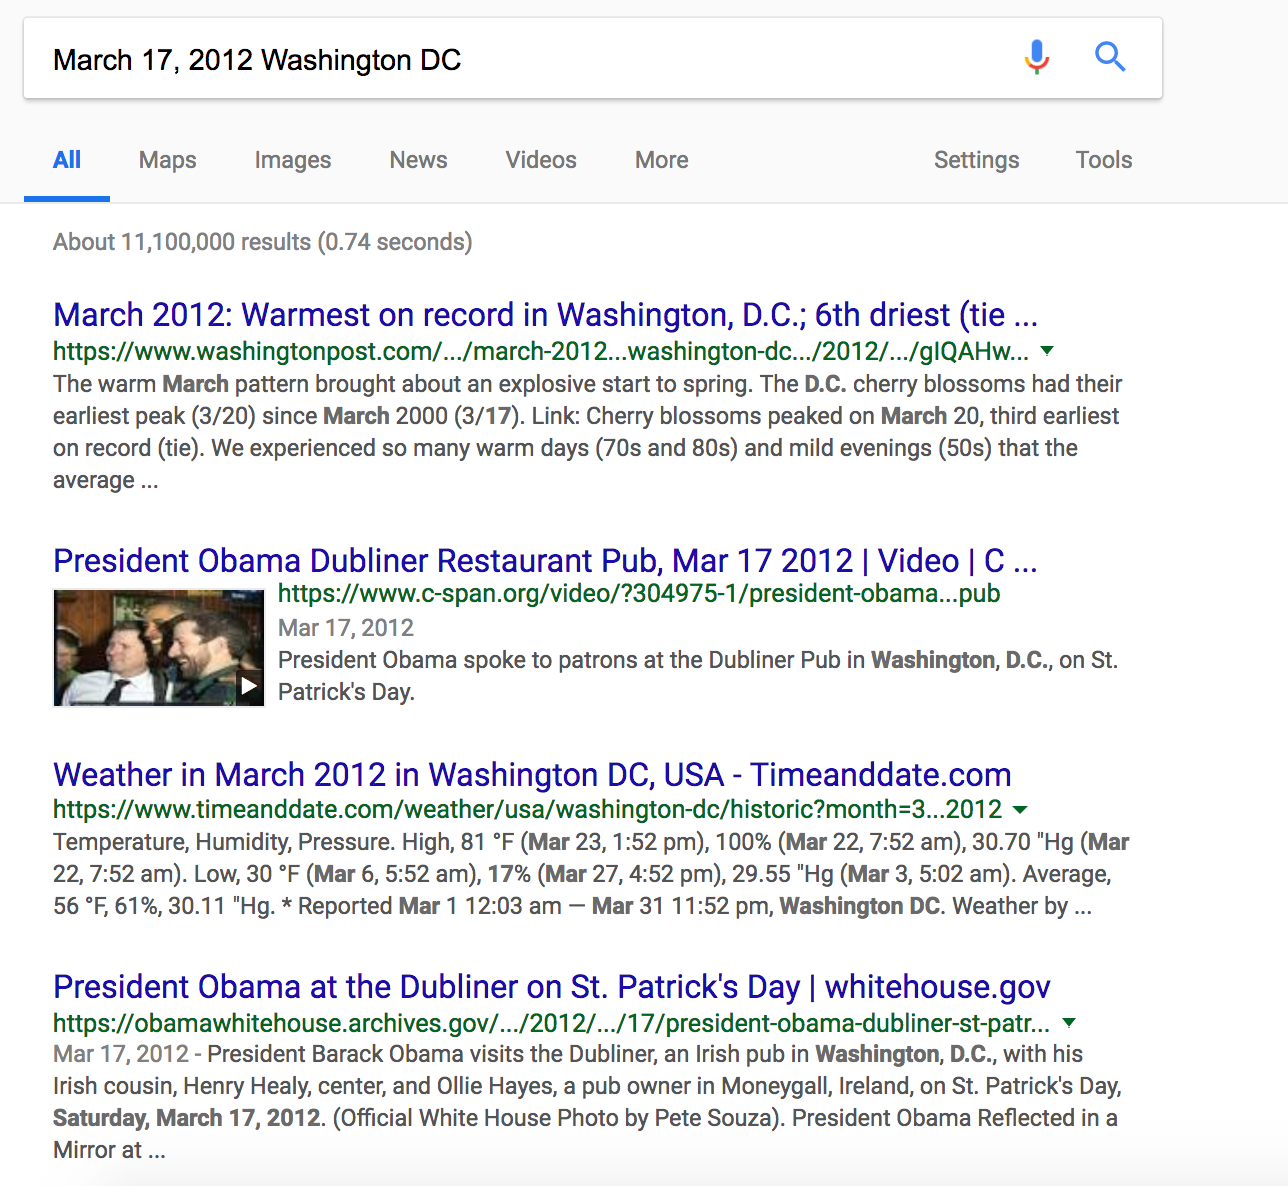 March 17, 2012 Washington DC
All Maps Images News Videos More Settings Tools
About 11,100,000 results (0.74 seconds)
March 2012: Warmest on record in Washington, D.C.; 6th driest (tie ...
https://www.washingtonpost.com/.../march-2012...washington-dc.../2012/.../gIQAHw...
The warm March pattern brought about an explosive start to spring. The D.C. cherry blossoms had their
earliest peak (3/20) since March 2000 (3/17). Link: Cherry blossoms peaked on March 20, third earliest
on record (tie). We experienced so many warm days (70s and 80s) and mild evenings (50s) that the
average ...
President Obama Dubliner Restaurant Pub, Mar 17 2012 | Video | C ...
https://www.c-span.org/video/?304975-1/president-obama...pub
Mar 17, 2012
President Obama spoke to patrons at the Dubliner Pub in Washington, D.C., on St.
Patrick's Day.
Weather in March 2012 in Washington DC, USA - Timeanddate.com
https://www.timeanddate.com/weather/usa/washington-dc/historic?month=3...2012
Temperature, Humidity, Pressure. High, 81 °F (Mar 23, 1:52 pm), 100% (Mar 22, 7:52 am), 30.70 "Hg (Mar
22, 7:52 am). Low, 30 °F (Mar 6, 5:52 am), 17% (Mar 27, 4:52 pm), 29.55 "Hg (Mar 3, 5:02 am). Average,
56 °F, 61%, 30.11 "Hg. * Reported Mar 1 12:03 am — Mar 31 11:52 pm, Washington DC. Weather by ...
President Obama at the Dubliner on St. Patrick's Day | whitehouse.gov
https://obamawhitehouse.archives.gov/.../2012/.../17/president-obama-dubliner-st-patr...
Mar 17, 2012 - President Barack Obama visits the Dubliner, an Irish pub in Washington, D.C., with his
Irish cousin, Henry Healy, center, and Ollie Hayes, a pub owner in Moneygall, Ireland, on St. Patrick's Day,
Saturday, March 17, 2012. (Official White House Photo by Pete Souza). President Obama Reflected in a
Mirror at ...